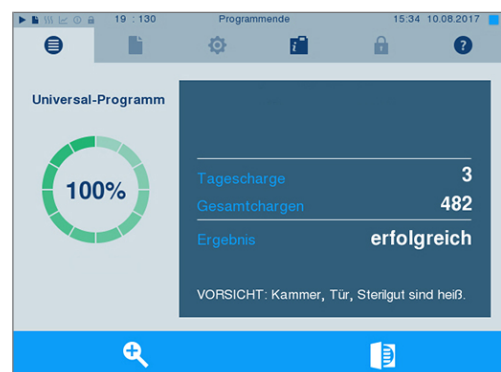 19 : 130 Programmende 15:34 10.08.2017
Universal-Programm
100%
Tagescharge 3
Gesamtchargen 482
Ergebnis erfolgreich
VORSICHT: Kammer, Tür, Sterilgut sind heiß.